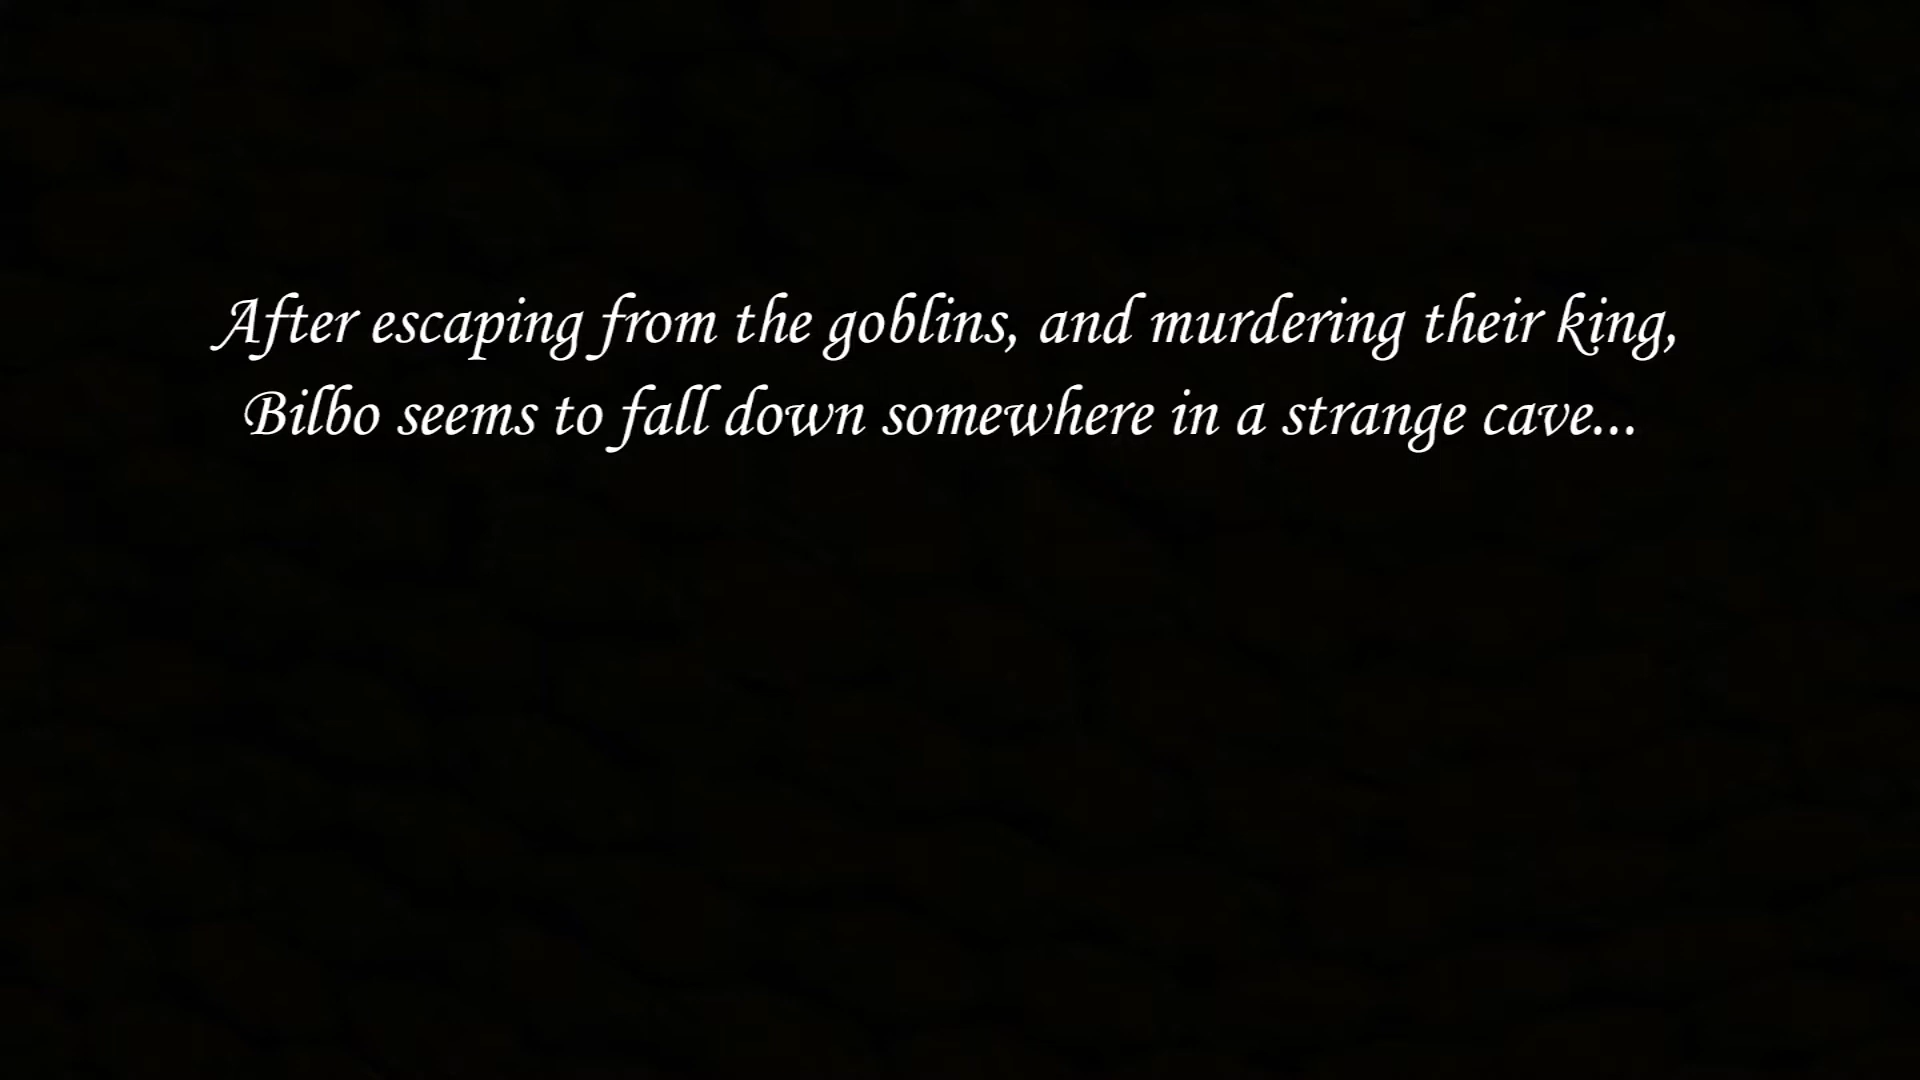 After escaping from the goblins, and murdering their king,
Bilbo seems to fall down somewhere in a strange cave...